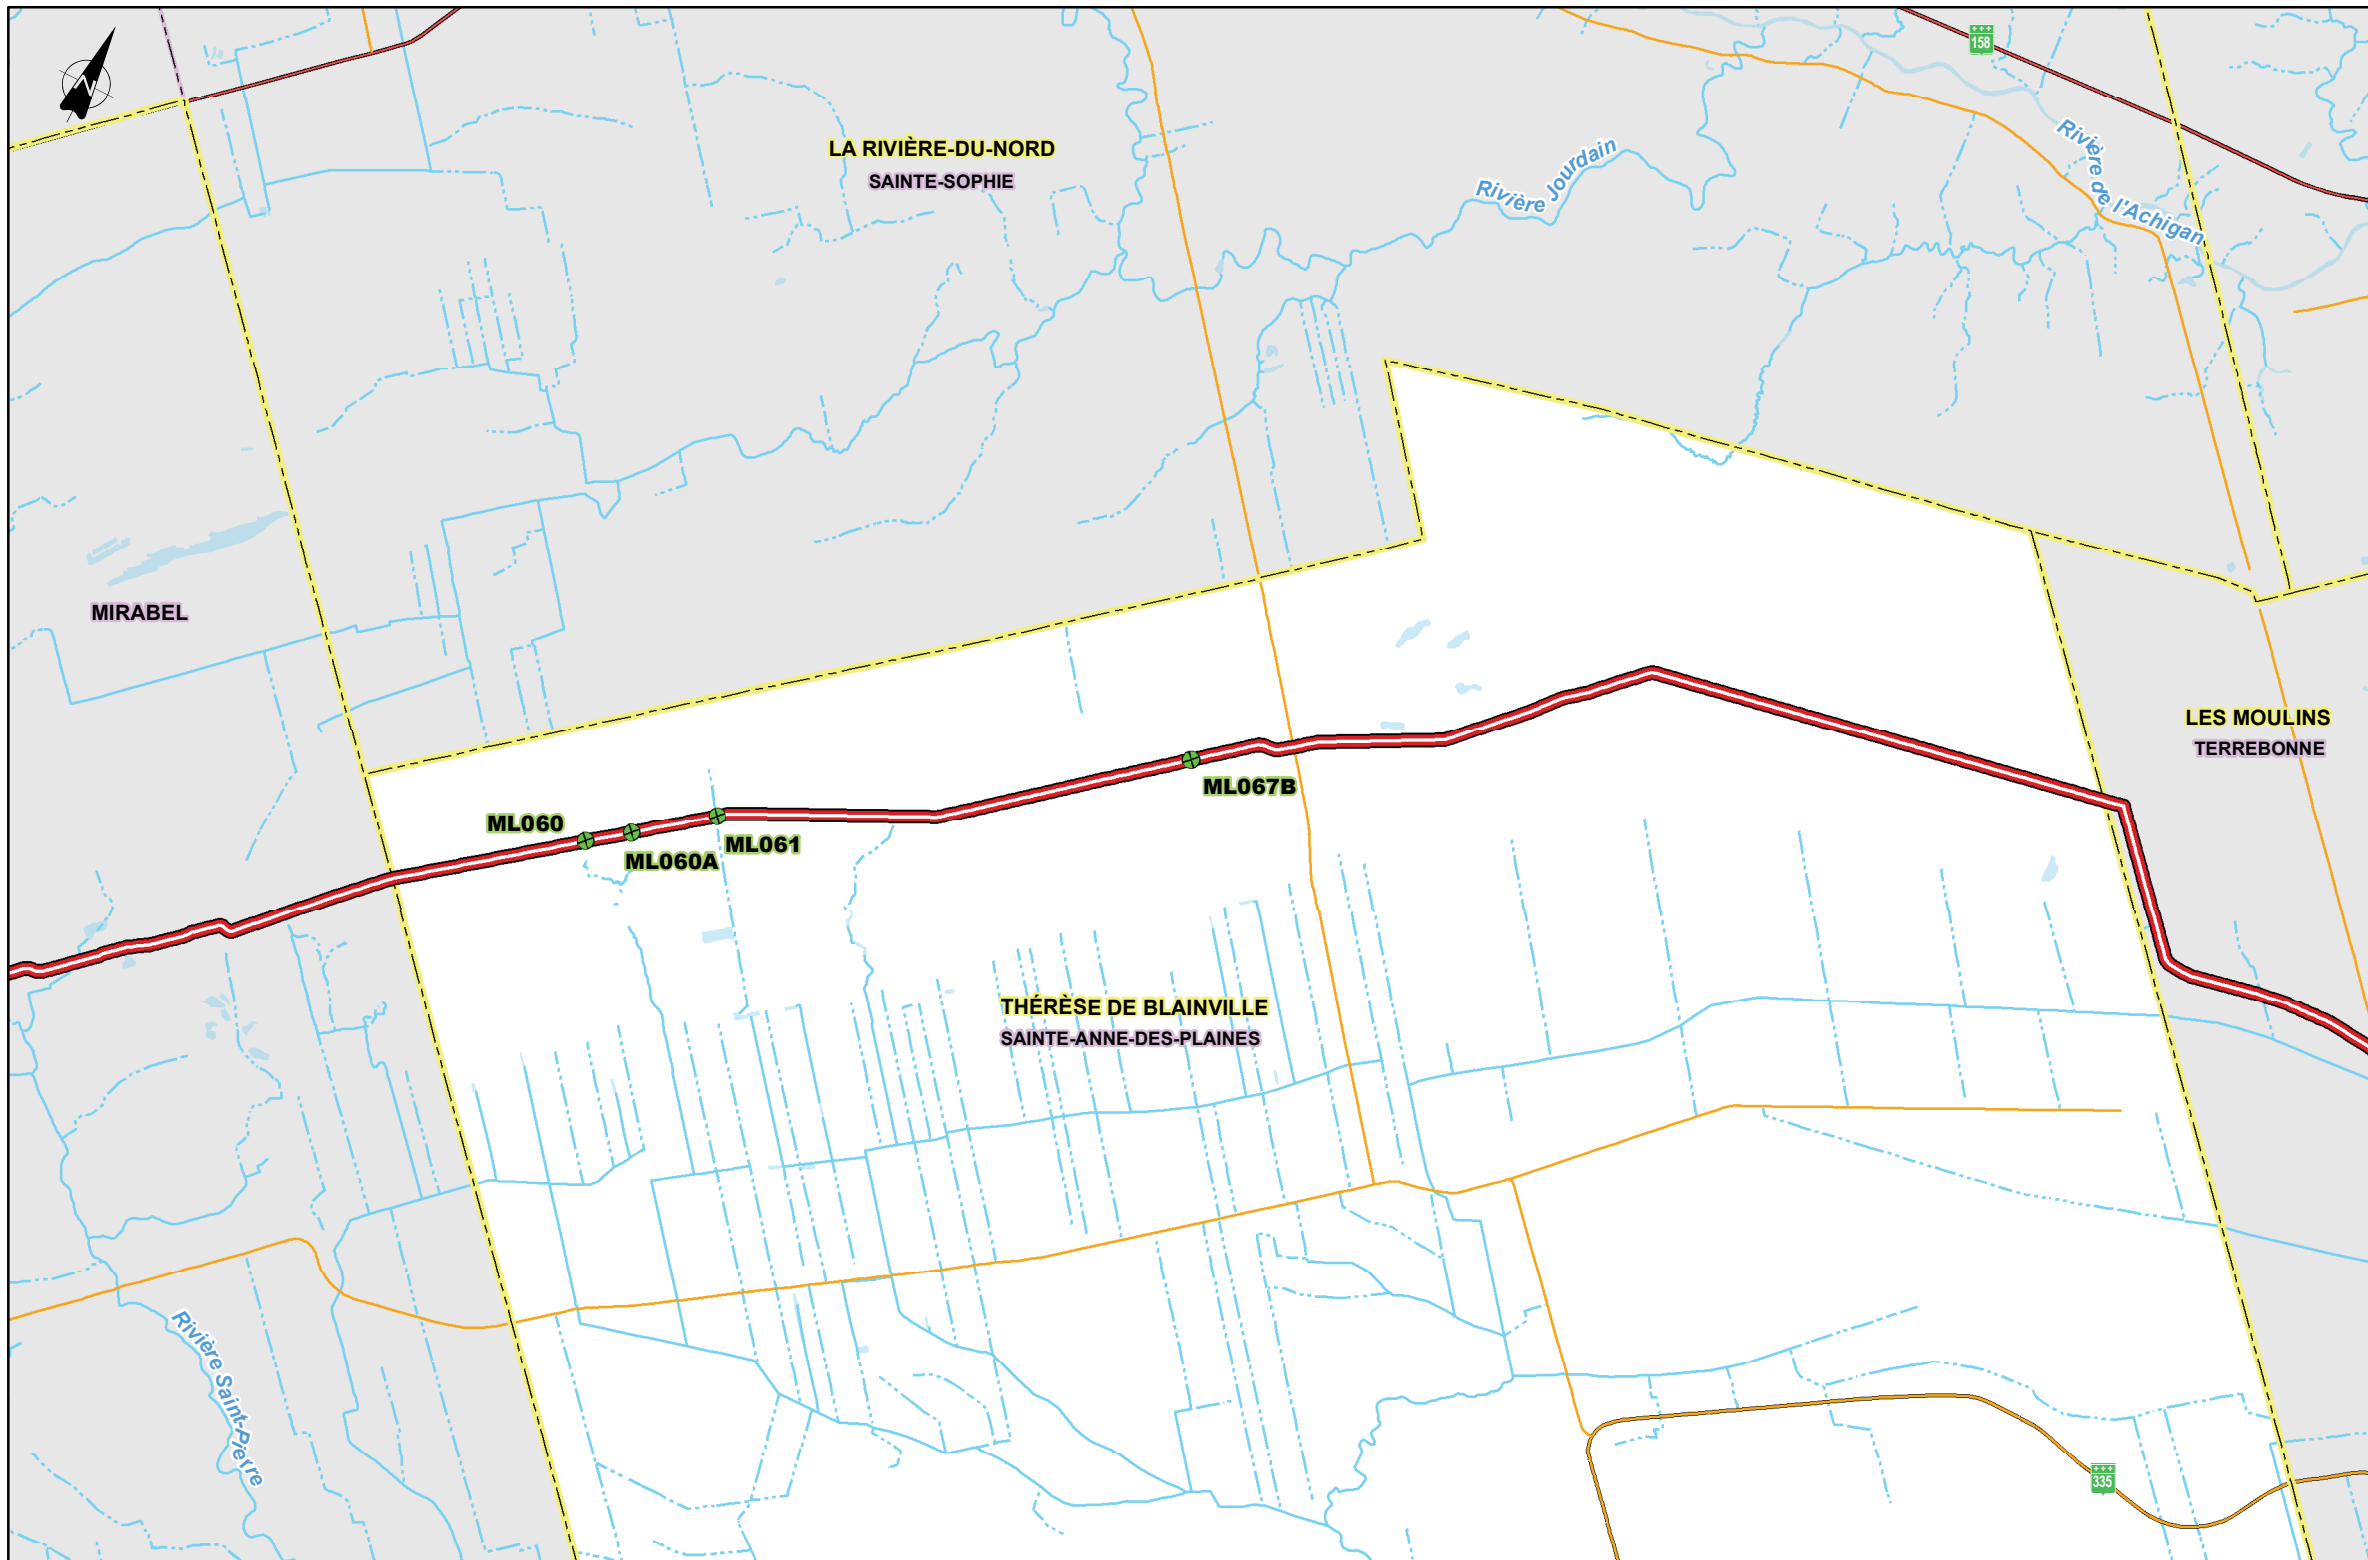 N
158
LA RIVIÈRE-DU-NORD
SAINTE-SOPHIE
Rivière Jourdain
Rivière de l'Achigan
MIRABEL
LES MOULINS
TERREBONNE
ML067B
ML060
ML061
ML060A
THÉRÈSE DE BLAINVILLE
SAINTE-ANNE-DES-PLAINES
Rivière Saint-Pierre
335